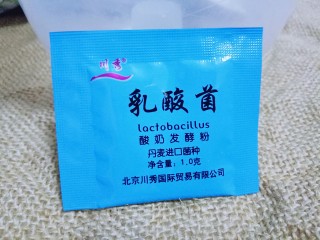 川秀
乳酸菌
lactobacillus
酸奶发酵粉
丹麦进口菌种
净含量：1.0克
北京川秀国际贸易有限公司